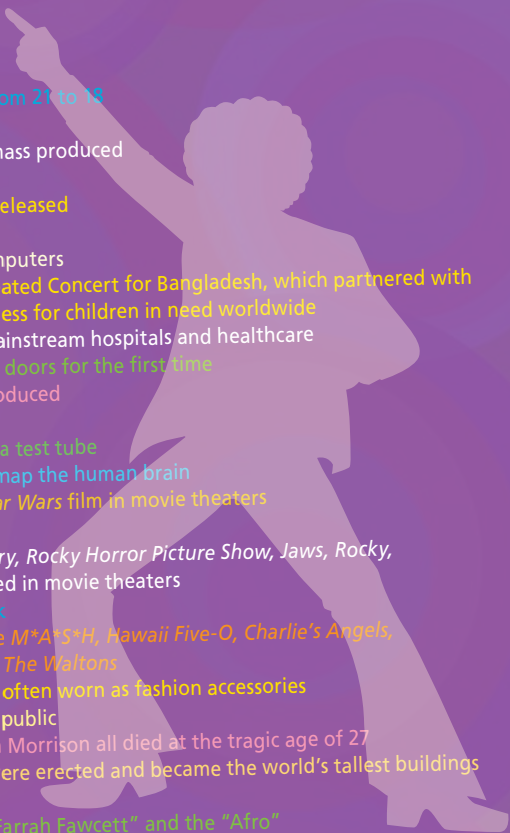 om 21 to 18
mass produced
eleased
mputers
ated Concert for Bangladesh, which partnered with
ess for children in need worldwide
ainstream hospitals and healthcare
doors for the first time
oduced
a test tube
map the human brain
ar Wars film in movie theaters
ry, Rocky Horror Picture Show, Jaws, Rocky,
ed in movie theaters
e M*A*S*H, Hawaii Five-O, Charlie's Angels,
The Waltons
often worn as fashion accessories
public
Morrison all died at the tragic age of 27
ere erected and became the world's tallest buildings
Farrah Fawcett" and the "Afro"